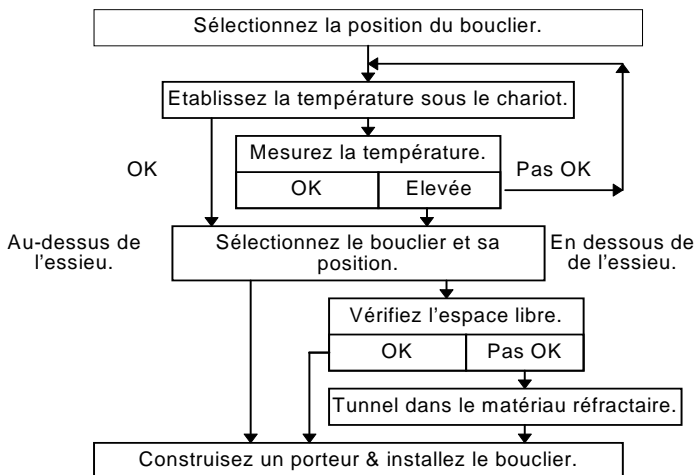 Sélectionnez la position du bouclier.
Etablissez la température sous le chariot.
Mesurez la température.
OK
Pas OK
OK
Elevée
Au-dessus de
l'essieu.
Sélectionnez le bouclier et sa
position.
En dessous de
de l'essieu.
Vérifiez l'espace libre.
OK
Pas OK
Tunnel dans le matériau réfractaire.
Construisez un porteur & installez le bouclier.